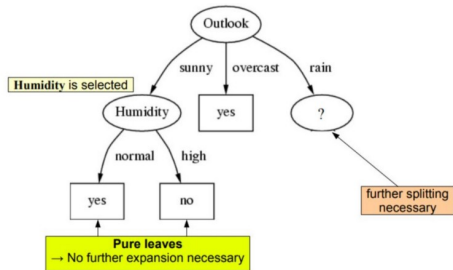 Outlook
sunny overcast rain
Humidity is selected
Humidity
yes
?
normal high
yes
no
further splitting
necessary
Pure leaves
→ No further expansion necessary